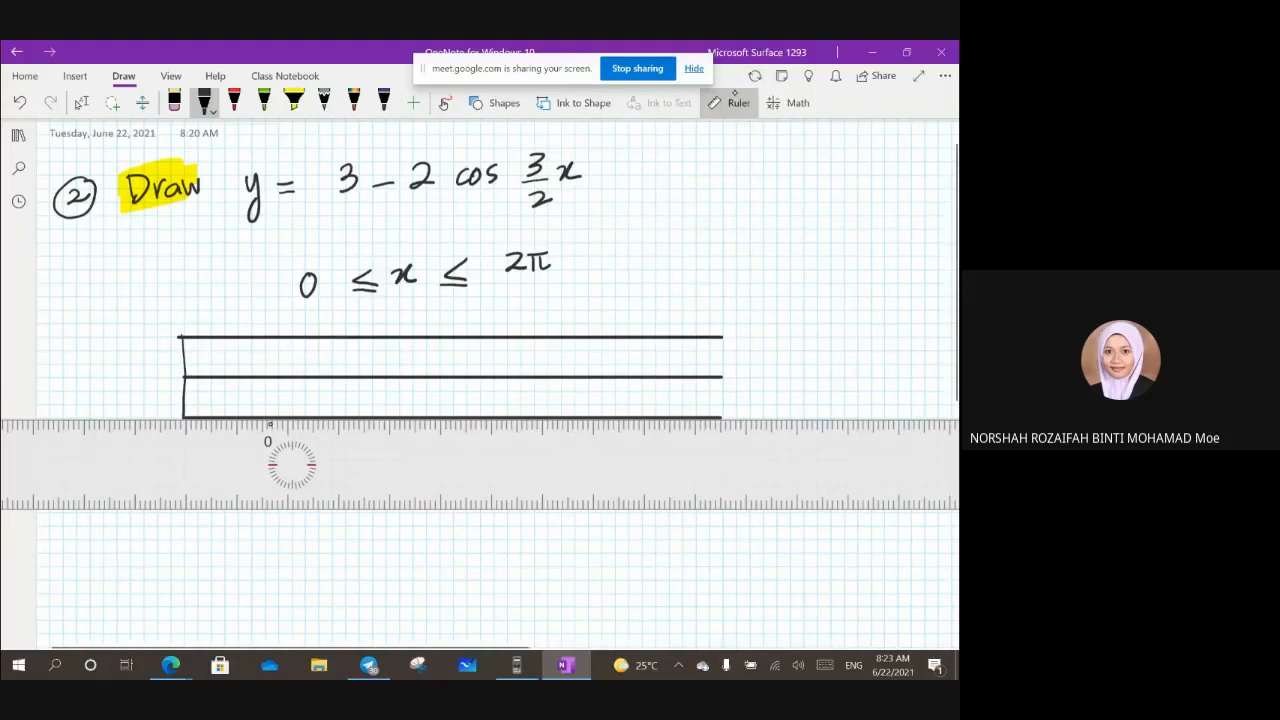 OneNote for Windows 10
Microsoft Surface 1293
meet.google.com is sharing your screen. Stop sharing Hide
Home Insert Draw View Help Class Notebook Share
Shapes Ink to Shape Ink to Text Ruler Math
Tuesday, June 22, 2021 8:20 AM
② Draw y = 3 − 2 cos 3/2 x
0 ≤ x ≤ 2π
0°
NORSHAH ROZAIFAH BINTI MOHAMAD Moe
30
25°C ENG 8:23 AM
6/22/2021 1